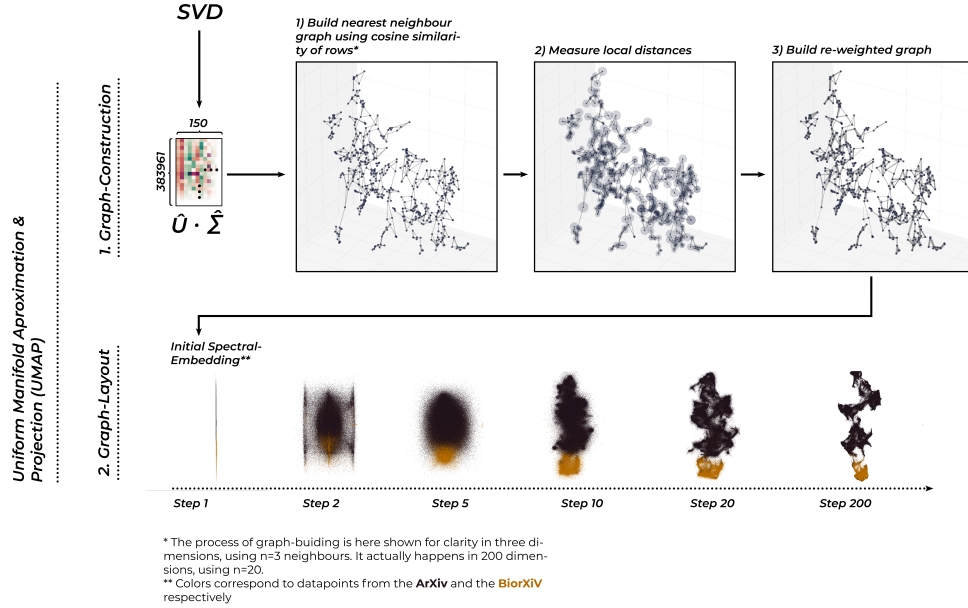 SVD
1) Build nearest neighbour
graph using cosine similari-
ty of rows*
2) Measure local distances
3) Build re-weighted graph
150
383961
Û · Σ̂
1. Graph-Construction
Uniform Manifold Aproximation &
Projection (UMAP)
Initial Spectral-
Embedding**
2. Graph-Layout
Step 1
Step 2
Step 5
Step 10
Step 20
Step 200
* The process of graph-buiding is here shown for clarity in three di-
mensions, using n=3 neighbours. It actually happens in 200 dimen-
sions, using n=20.
** Colors correspond to datapoints from the ArXiv and the BiorXiV
respectively